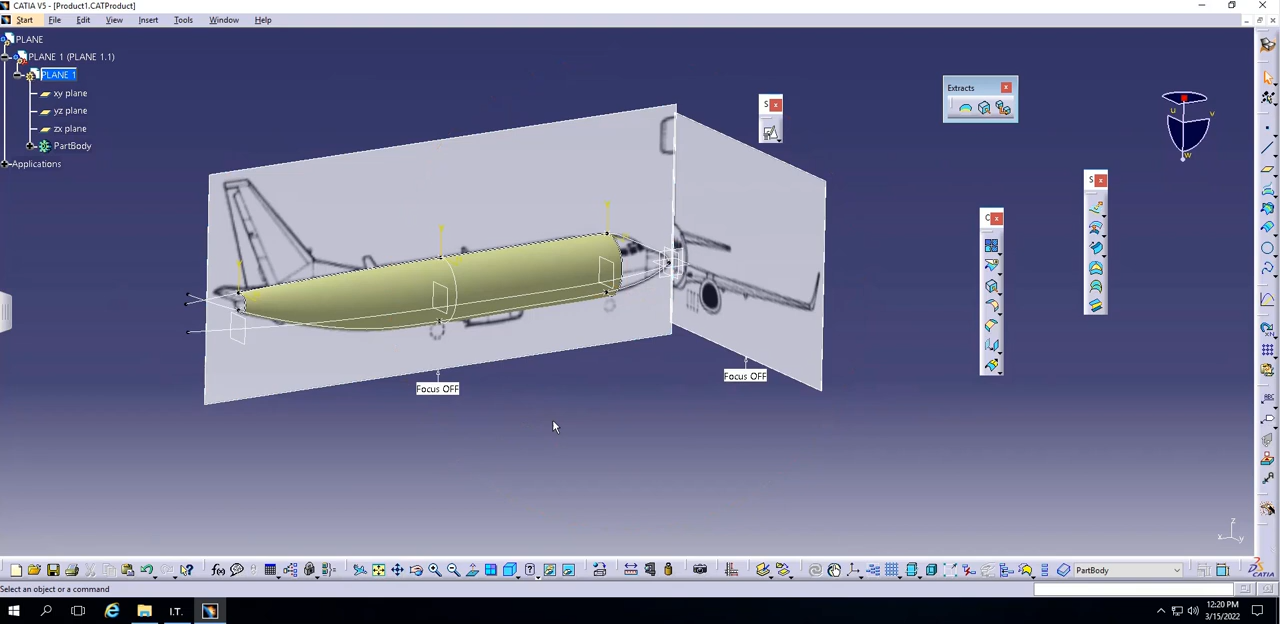 CATIA V5 - [Product1.CATProduct]
Start File Edit View Insert Tools Window Help
PLANE
PLANE 1 (PLANE 1.1)
PLANE 1
xy plane
yz plane
zx plane
PartBody
Applications
S
Extracts
S
C
u
v
w
Focus OFF
Focus OFF
z
x
y
PartBody
Select an object or a command
I.T.
12:20 PM
3/15/2022